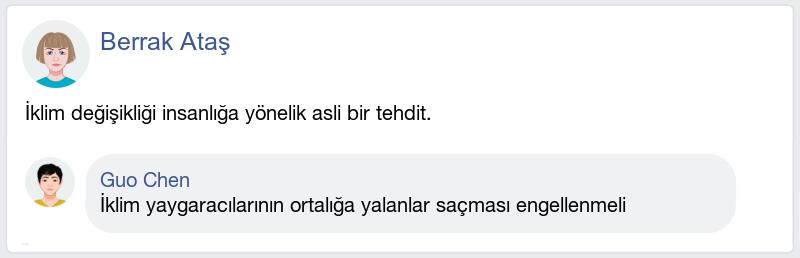 Berrak Ataş
İklim değişikliği insanlığa yönelik asli bir tehdit.
Guo Chen
İklim yaygaracılarının ortalığa yalanlar saçması engellenmeli